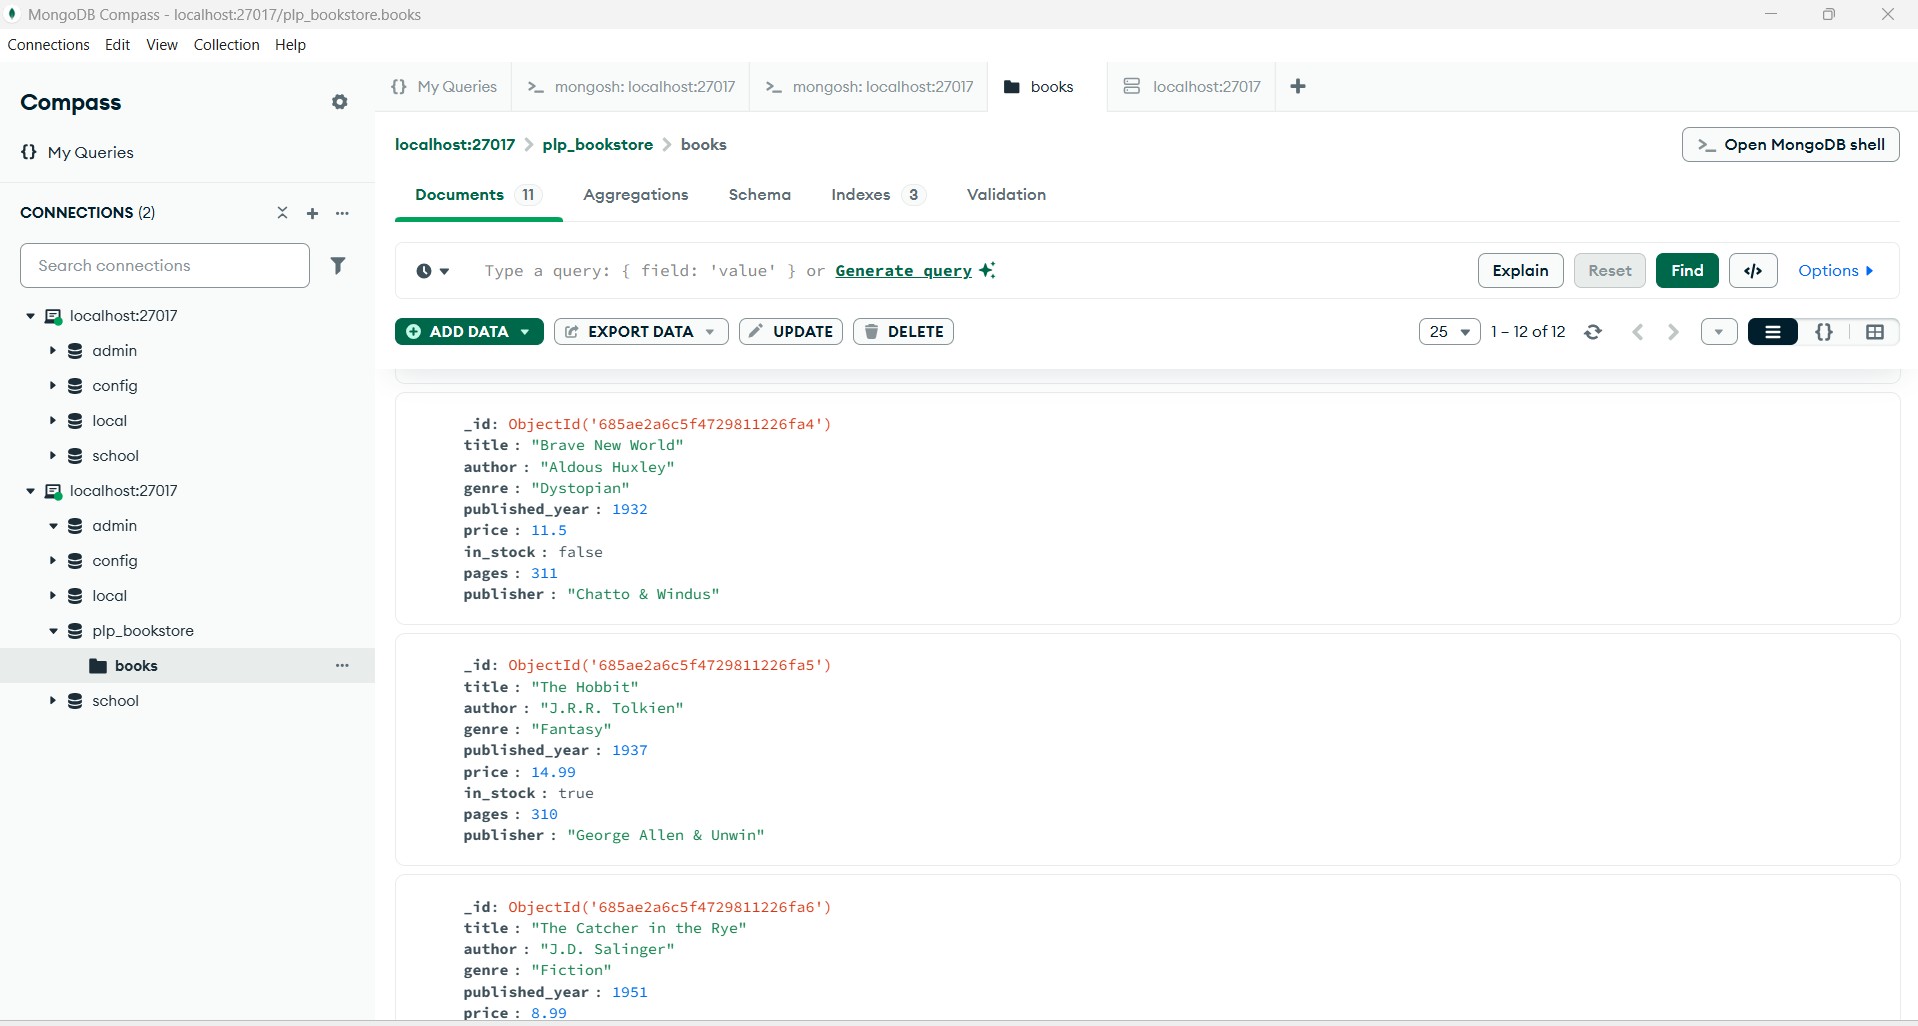 MongoDB Compass - localhost:27017/plp_bookstore.books
Connections Edit View Collection Help
Compass
{} My Queries
CONNECTIONS (2)
Search connections
localhost:27017
admin
config
local
school
localhost:27017
admin
config
local
plp_bookstore
books
school
{} My Queries
>_ mongosh: localhost:27017
>_ mongosh: localhost:27017
books
localhost:27017
localhost:27017 > plp_bookstore > books
>_ Open MongoDB shell
Documents 11 Aggregations Schema Indexes 3 Validation
Type a query: { field: 'value' } or Generate query
Explain Reset Find </> Options
ADD DATA EXPORT DATA UPDATE DELETE
25 1 – 12 of 12 {}
_id: ObjectId('685ae2a6c5f4729811226fa4')
title : "Brave New World"
author : "Aldous Huxley"
genre : "Dystopian"
published_year : 1932
price : 11.5
in_stock : false
pages : 311
publisher : "Chatto & Windus"
_id: ObjectId('685ae2a6c5f4729811226fa5')
title : "The Hobbit"
author : "J.R.R. Tolkien"
genre : "Fantasy"
published_year : 1937
price : 14.99
in_stock : true
pages : 310
publisher : "George Allen & Unwin"
_id: ObjectId('685ae2a6c5f4729811226fa6')
title : "The Catcher in the Rye"
author : "J.D. Salinger"
genre : "Fiction"
published_year : 1951
price : 8.99